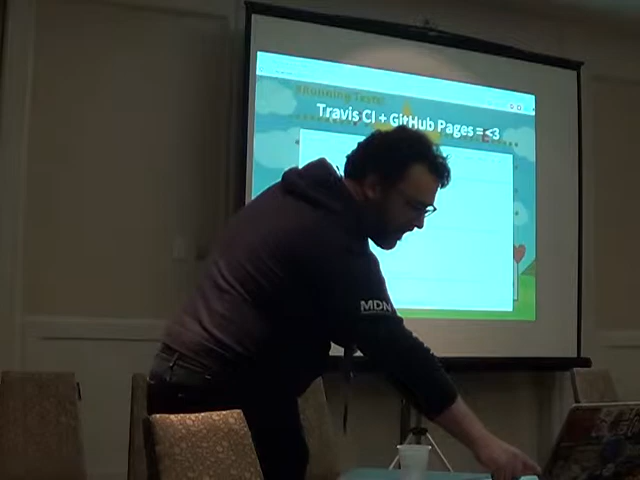 #Running Tests!
Travis CI + GitHub Pages = <3
MDN